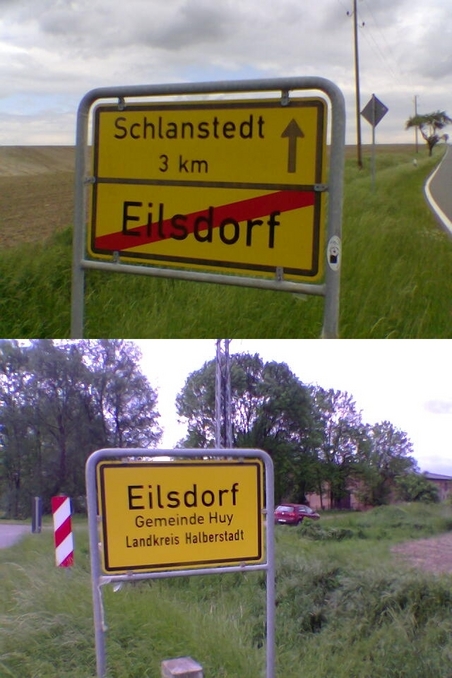 Schlanstedt
3 km
Eilsdorf
Eilsdorf
Gemeinde Huy
Landkreis Halberstadt